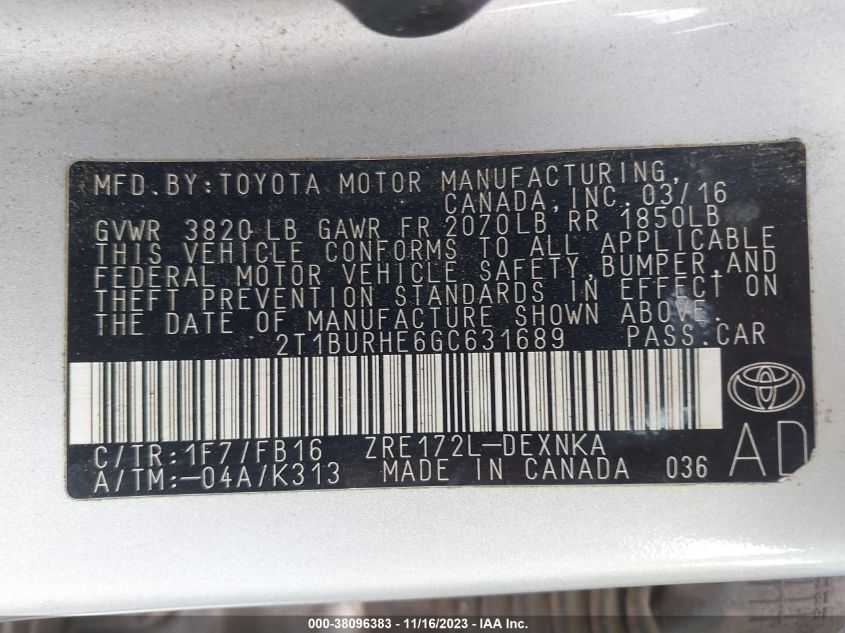 MFD.BY:TOYOTA MOTOR MANUFACTURING,
CANADA, INC. 03/16
GVWR 3820 LB GAWR FR 2070LB RR 1850LB
THIS VEHICLE CONFORMS TO ALL APPLICABLE
FEDERAL MOTOR VEHICLE SAFETY,BUMPER,AND
THEFT PREVENTION STANDARDS IN EFFECT ON
THE DATE OF MANUFACTURE SHOWN ABOVE.
2T1BURHE6GC631689 PASS.CAR
C/TR:1F7/FB16 ZRE172L-DEXNKA
A/TM:-04A/K313 MADE IN CANADA 036 AD
000-38096383 - 11/16/2023 - IAA Inc.